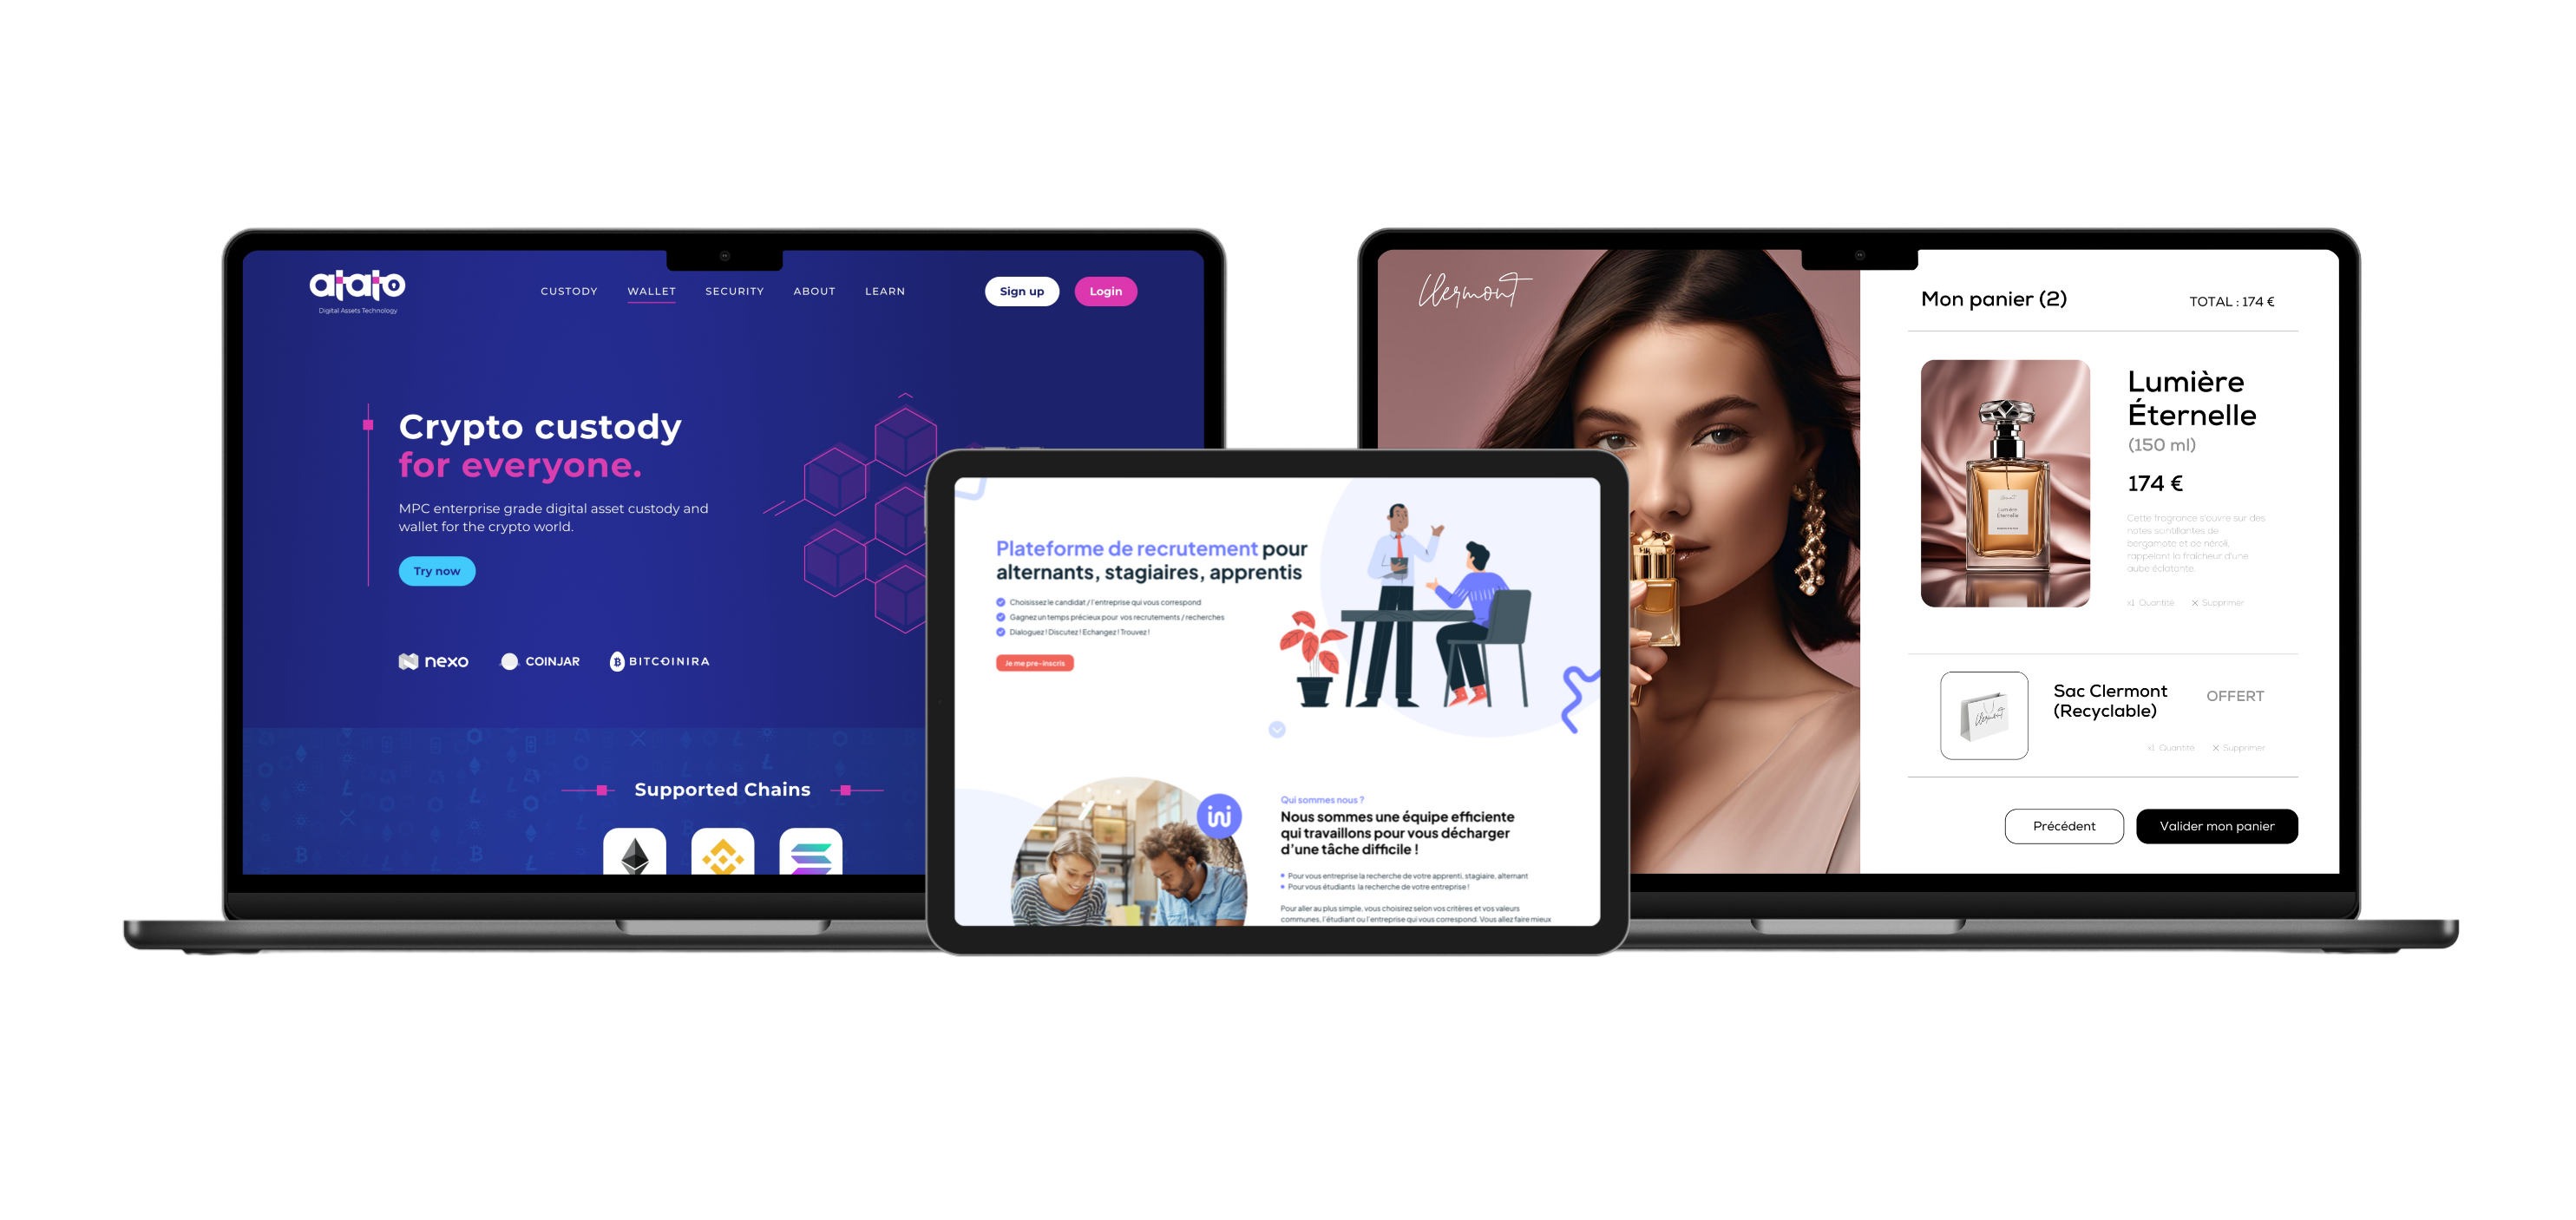 atato
Digital Assets Technology
CUSTODY WALLET SECURITY ABOUT LEARN
Sign up Login
Crypto custody
for everyone.
MPC enterprise grade digital asset custody and
wallet for the crypto world.
Try now
nexo COINJAR BITCOINIRA
Supported Chains
Plateforme de recrutement pour
alternants, stagiaires, apprentis
Choisissez le candidat / l'entreprise qui vous correspond
Gagnez un temps précieux pour vos recrutements / recherches
Dialoguez ! Discutez ! Echangez ! Trouvez !
Je me pre-inscris
Qui sommes nous ?
Nous sommes une équipe efficiente
qui travaillons pour vous décharger
d'une tâche difficile !
Pour vous entreprise la recherche de votre apprenti, stagiaire, alternant
Pour vous étudiants la recherche de votre entreprise !
Pour aller au plus simple, vous choisirez selon vos critères et vos valeurs
communes, l'étudiant ou l'entreprise qui vous correspond. Vous allez faire mieux
Clermont
Mon panier (2)
TOTAL : 174 €
Clermont
Lumière
Éternelle
Lumière
Éternelle
(150 ml)
174 €
Cette fragrance s'ouvre sur des
notes scintillantes de
bergamote et de néroli,
rappelant la fraîcheur d'une
aube éclatante.
x1 Quantité × Supprimer
Clermont
Sac Clermont
(Recyclable)
OFFERT
x1 Quantité × Supprimer
Précédent
Valider mon panier